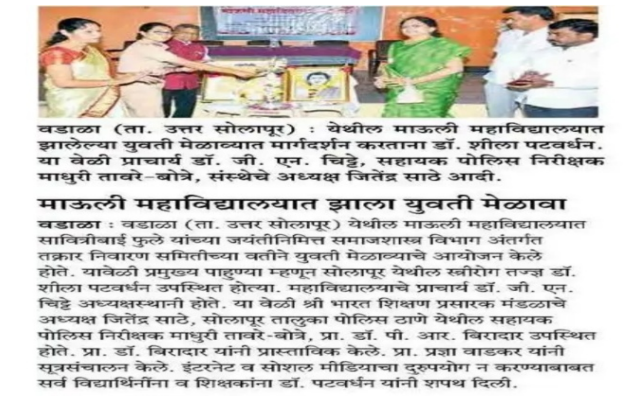 वडाळा (ता. उत्तर सोलापूर) : येथील माऊली महाविद्यालयात
झालेल्या युवती मेळाव्यात मार्गदर्शन करताना डॉ. शीला पटवर्धन.
या वेळी प्राचार्य डॉ. जी. एन. चिट्टे, सहायक पोलिस निरीक्षक
माधुरी तावरे-बोत्रे, संस्थेचे अध्यक्ष जितेंद्र साठे आदी.
माऊली महाविद्यालयात झाला युवती मेळावा
वडाळा : वडाळा (ता. उत्तर सोलापूर) येथील माऊली महाविद्यालयात
सावित्रीबाई फुले यांच्या जयंतीनिमित्त समाजशास्त्र विभाग अंतर्गत
तक्रार निवारण समितीच्या वतीने युवती मेळाव्याचे आयोजन केले
होते. यावेळी प्रमुख्य पाहुण्या म्हणून सोलापूर येथील स्त्रीरोग तज्ज्ञ डॉ.
शीला पटवर्धन उपस्थित होत्या. महाविद्यालयाचे प्राचार्य डॉ. जी. एन.
चिट्टे अध्यक्षस्थानी होते. या वेळी श्री भारत शिक्षण प्रसारक मंडळाचे
अध्यक्ष जितेंद्र साठे, सोलापूर तालुका पोलिस ठाणे येथील सहायक
पोलिस निरीक्षक माधुरी तावरे-बोत्रे, प्रा. डॉ. पी. आर. बिरादार उपस्थित
होते. प्रा. डॉ. बिरादार यांनी प्रास्ताविक केले. प्रा. प्रज्ञा वाडकर यांनी
सूत्रसंचालन केले. इंटरनेट व सोशल मीडियाचा दुरुपयोग न करण्याबाबत
सर्व विद्यार्थिनींना व शिक्षकांना डॉ. पटवर्धन यांनी शपथ दिली.